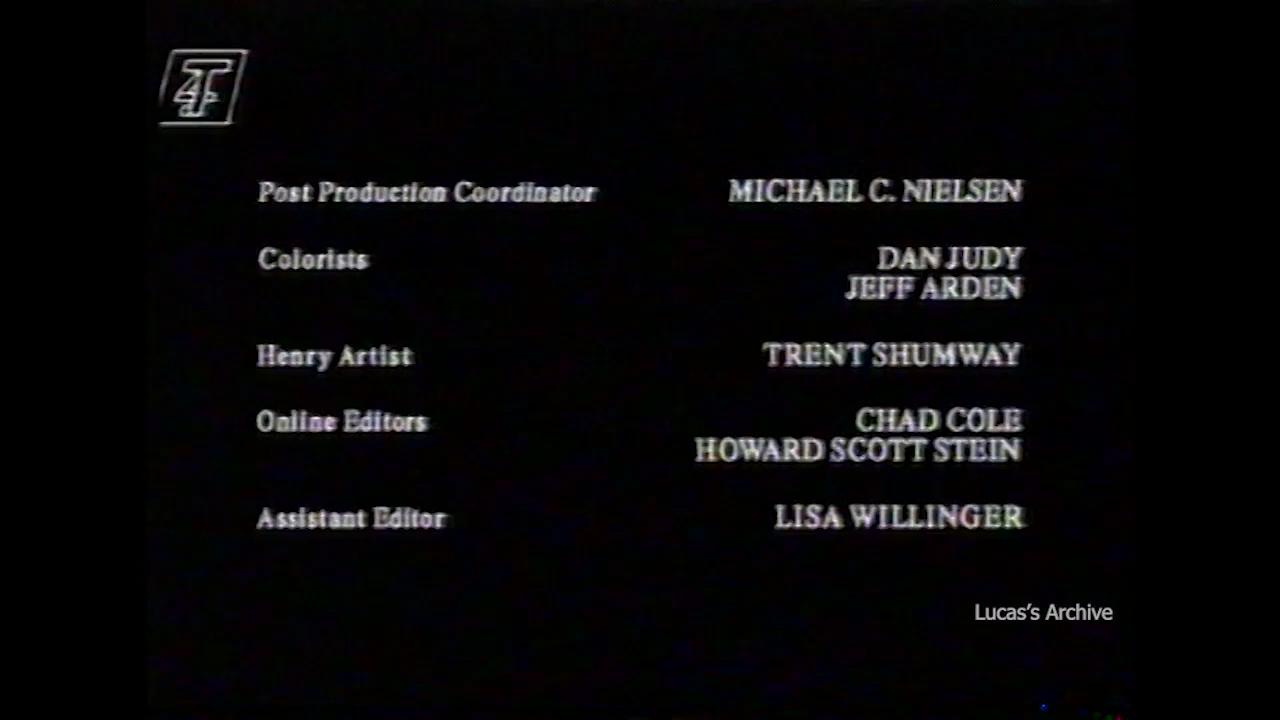 Post Production Coordinator MICHAEL C. NIELSEN
Colorists DAN JUDY
JEFF ARDEN
Henry Artist TRENT SHUMWAY
Online Editors CHAD COLE
HOWARD SCOTT STEIN
Assistant Editor LISA WILLINGER
Lucas's Archive